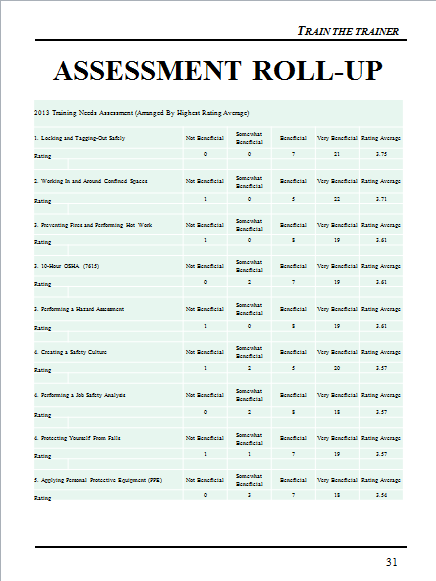 TRAIN THE TRAINER
ASSESSMENT ROLL-UP
2013 Training Needs Assessment (Arranged By Highest Rating Average)
1. Locking and Tagging-Out Safely Not Beneficial Somewhat Beneficial Beneficial Very Beneficial Rating Average
Rating 0 0 7 21 3.75
2. Working In and Around Confined Spaces Not Beneficial Somewhat Beneficial Beneficial Very Beneficial Rating Average
Rating 1 0 5 22 3.71
3. Preventing Fires and Performing Hot Work Not Beneficial Somewhat Beneficial Beneficial Very Beneficial Rating Average
Rating 1 0 8 19 3.61
3. 10-Hour OSHA (7615) Not Beneficial Somewhat Beneficial Beneficial Very Beneficial Rating Average
Rating 0 2 7 19 3.61
3. Performing a Hazard Assessment Not Beneficial Somewhat Beneficial Beneficial Very Beneficial Rating Average
Rating 1 0 8 19 3.61
4. Creating a Safety Culture Not Beneficial Somewhat Beneficial Beneficial Very Beneficial Rating Average
Rating 1 2 5 20 3.57
4. Performing a Job Safety Analysis Not Beneficial Somewhat Beneficial Beneficial Very Beneficial Rating Average
Rating 0 2 8 18 3.57
4. Protecting Yourself From Falls Not Beneficial Somewhat Beneficial Beneficial Very Beneficial Rating Average
Rating 1 1 7 19 3.57
5. Applying Personal Protective Equipment (PPE) Not Beneficial Somewhat Beneficial Beneficial Very Beneficial Rating Average
Rating 0 3 7 18 3.54
31